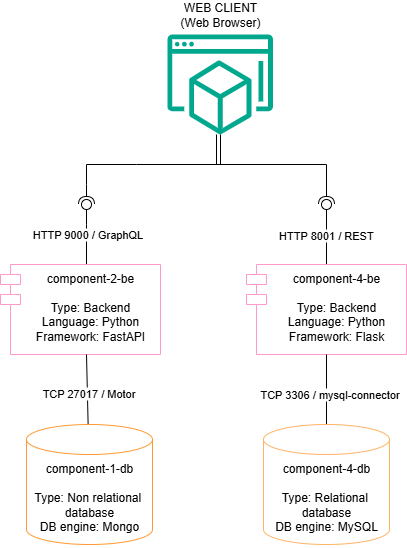 WEB CLIENT
(Web Browser)
HTTP 9000 / GraphQL
HTTP 8001 / REST
component-2-be
Type: Backend
Language: Python
Framework: FastAPI
component-4-be
Type: Backend
Language: Python
Framework: Flask
TCP 27017 / Motor
TCP 3306 / mysql-connector
component-1-db
Type: Non relational
database
DB engine: Mongo
component-4-db
Type: Relational
database
DB engine: MySQL